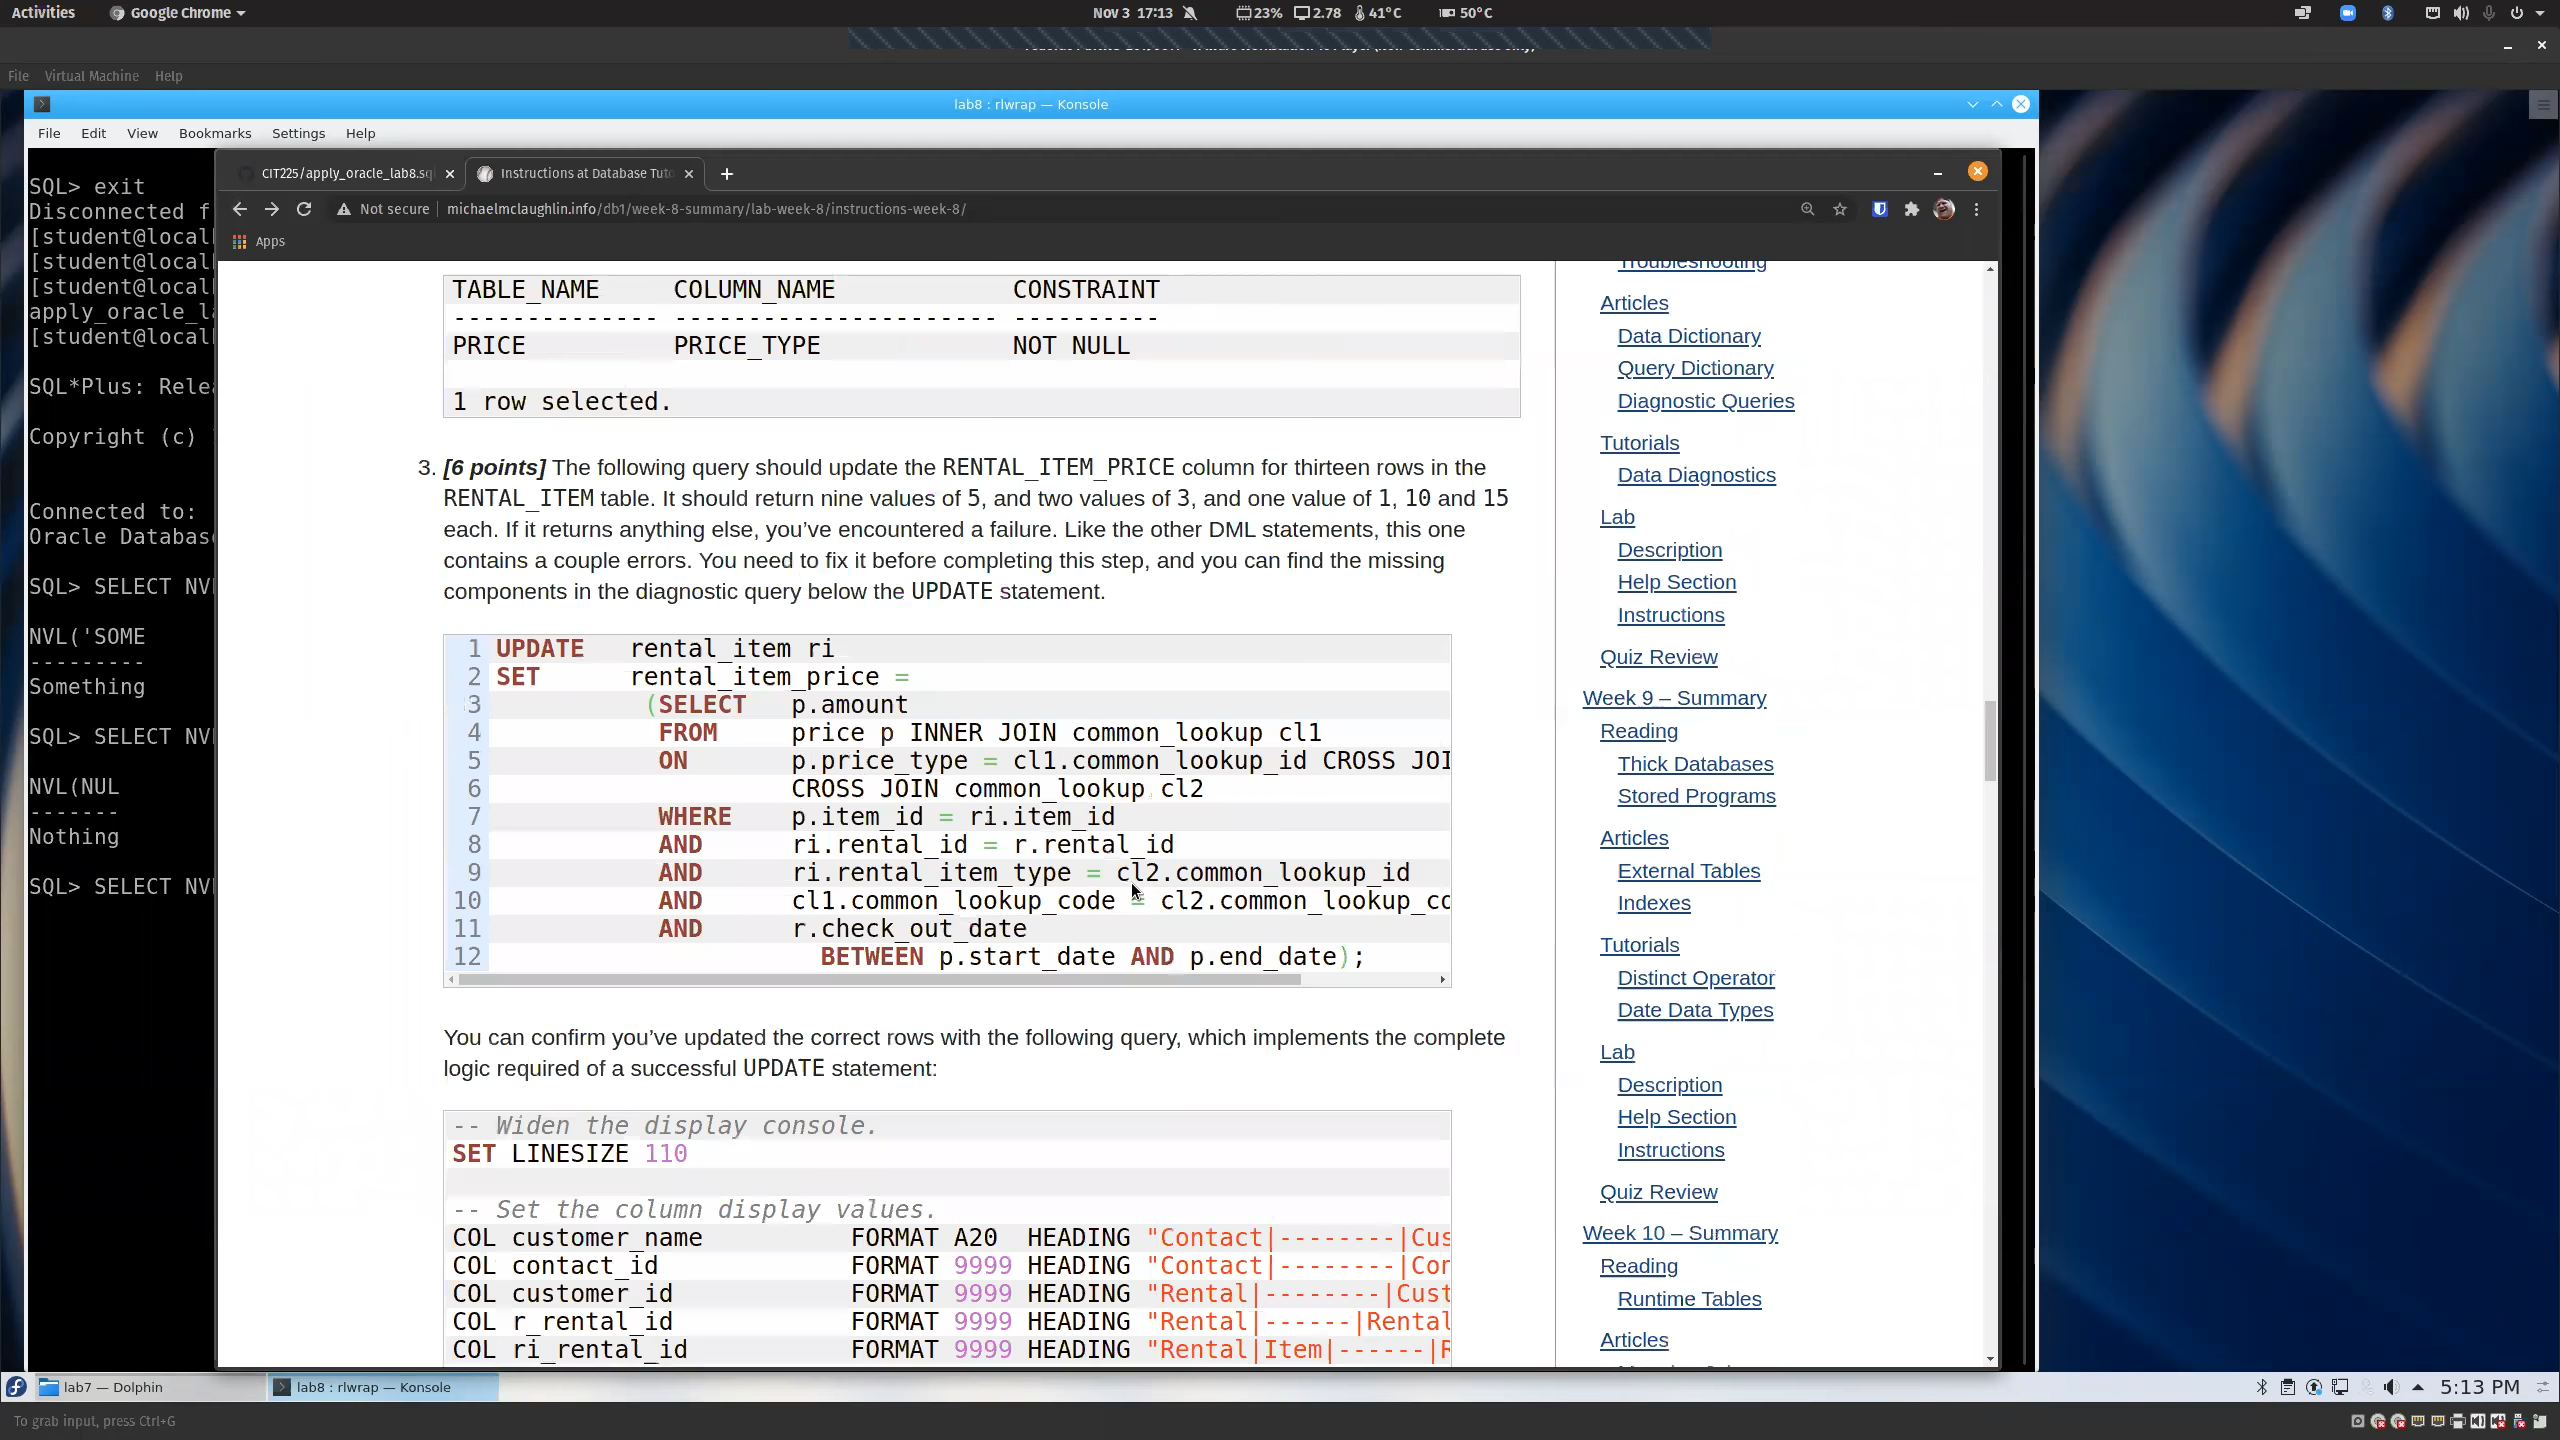 Activities Google Chrome Nov 3 17:13 23% 2.78 41°C 50°C
File Virtual Machine Help
lab8 : rlwrap — Konsole
File Edit View Bookmarks Settings Help
SQL> exit
Disconnected f
[student@local
[student@local
[student@local
apply_oracle_la
[student@local
SQL*Plus: Rele
Copyright (c)
Connected to:
Oracle Database
SQL> SELECT NV
NVL('SOME
---------
Something
SQL> SELECT NV
NVL(NUL
-------
Nothing
SQL> SELECT NV
CIT225/apply_oracle_lab8.sq Instructions at Database Tuto
Not secure michaelmclaughlin.info/db1/week-8-summary/lab-week-8/instructions-week-8/
Apps
TABLE_NAME COLUMN_NAME CONSTRAINT
-------------- ---------------------- ----------
PRICE PRICE_TYPE NOT NULL
1 row selected.
3. [6 points] The following query should update the RENTAL_ITEM_PRICE column for thirteen rows in the
RENTAL_ITEM table. It should return nine values of 5, and two values of 3, and one value of 1, 10 and 15
each. If it returns anything else, you've encountered a failure. Like the other DML statements, this one
contains a couple errors. You need to fix it before completing this step, and you can find the missing
components in the diagnostic query below the UPDATE statement.
1 UPDATE rental_item ri
2 SET rental_item_price =
3 (SELECT p.amount
4 FROM price p INNER JOIN common_lookup cl1
5 ON p.price_type = cl1.common_lookup_id CROSS JOI
6 CROSS JOIN common_lookup cl2
7 WHERE p.item_id = ri.item_id
8 AND ri.rental_id = r.rental_id
9 AND ri.rental_item_type = cl2.common_lookup_id
10 AND cl1.common_lookup_code = cl2.common_lookup_co
11 AND r.check_out_date
12 BETWEEN p.start_date AND p.end_date);
You can confirm you've updated the correct rows with the following query, which implements the complete
logic required of a successful UPDATE statement:
-- Widen the display console.
SET LINESIZE 110
-- Set the column display values.
COL customer_name FORMAT A20 HEADING "Contact|--------|Cus
COL contact_id FORMAT 9999 HEADING "Contact|--------|Con
COL customer_id FORMAT 9999 HEADING "Rental|--------|Cust
COL r_rental_id FORMAT 9999 HEADING "Rental|------|Rental
COL ri_rental_id FORMAT 9999 HEADING "Rental|Item|------|R
Troubleshooting
Articles
Data Dictionary
Query Dictionary
Diagnostic Queries
Tutorials
Data Diagnostics
Lab
Description
Help Section
Instructions
Quiz Review
Week 9 – Summary
Reading
Thick Databases
Stored Programs
Articles
External Tables
Indexes
Tutorials
Distinct Operator
Date Data Types
Lab
Description
Help Section
Instructions
Quiz Review
Week 10 – Summary
Reading
Runtime Tables
Articles
lab7 — Dolphin lab8 : rlwrap — Konsole 5:13 PM
To grab input, press Ctrl+G